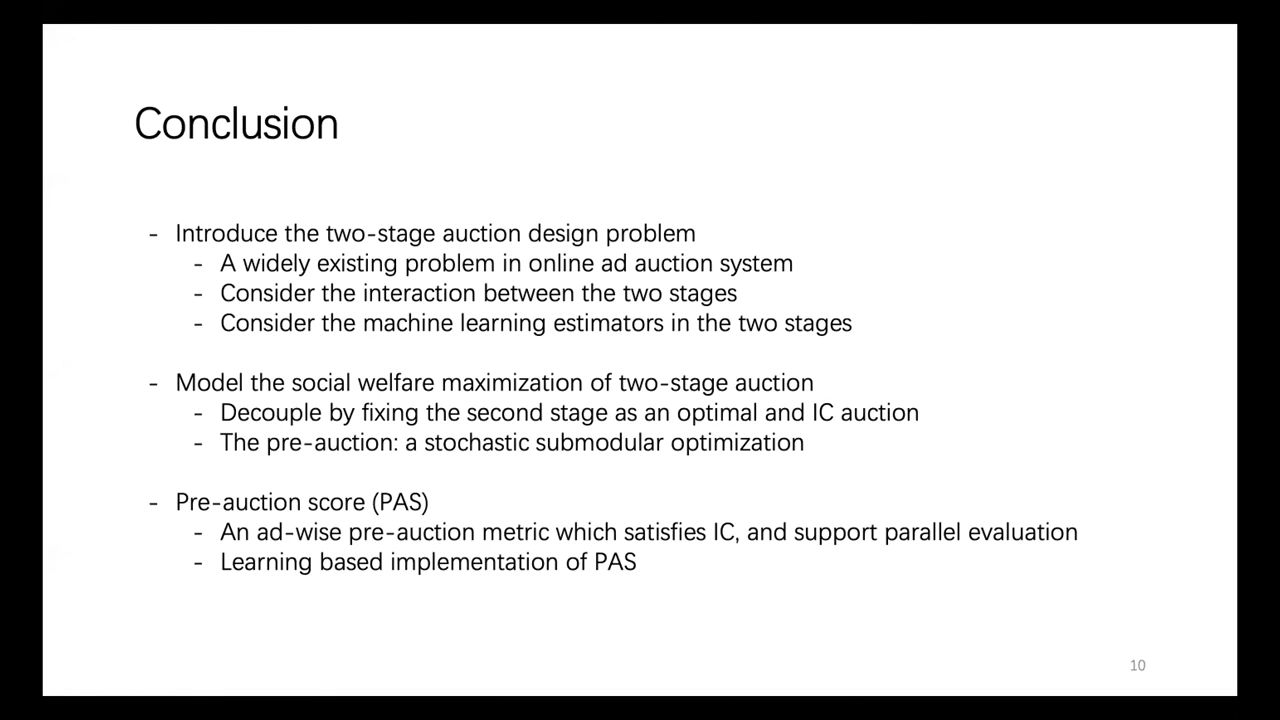 Conclusion
- Introduce the two-stage auction design problem
- A widely existing problem in online ad auction system
- Consider the interaction between the two stages
- Consider the machine learning estimators in the two stages
- Model the social welfare maximization of two-stage auction
- Decouple by fixing the second stage as an optimal and IC auction
- The pre-auction: a stochastic submodular optimization
- Pre-auction score (PAS)
- An ad-wise pre-auction metric which satisfies IC, and support parallel evaluation
- Learning based implementation of PAS
10